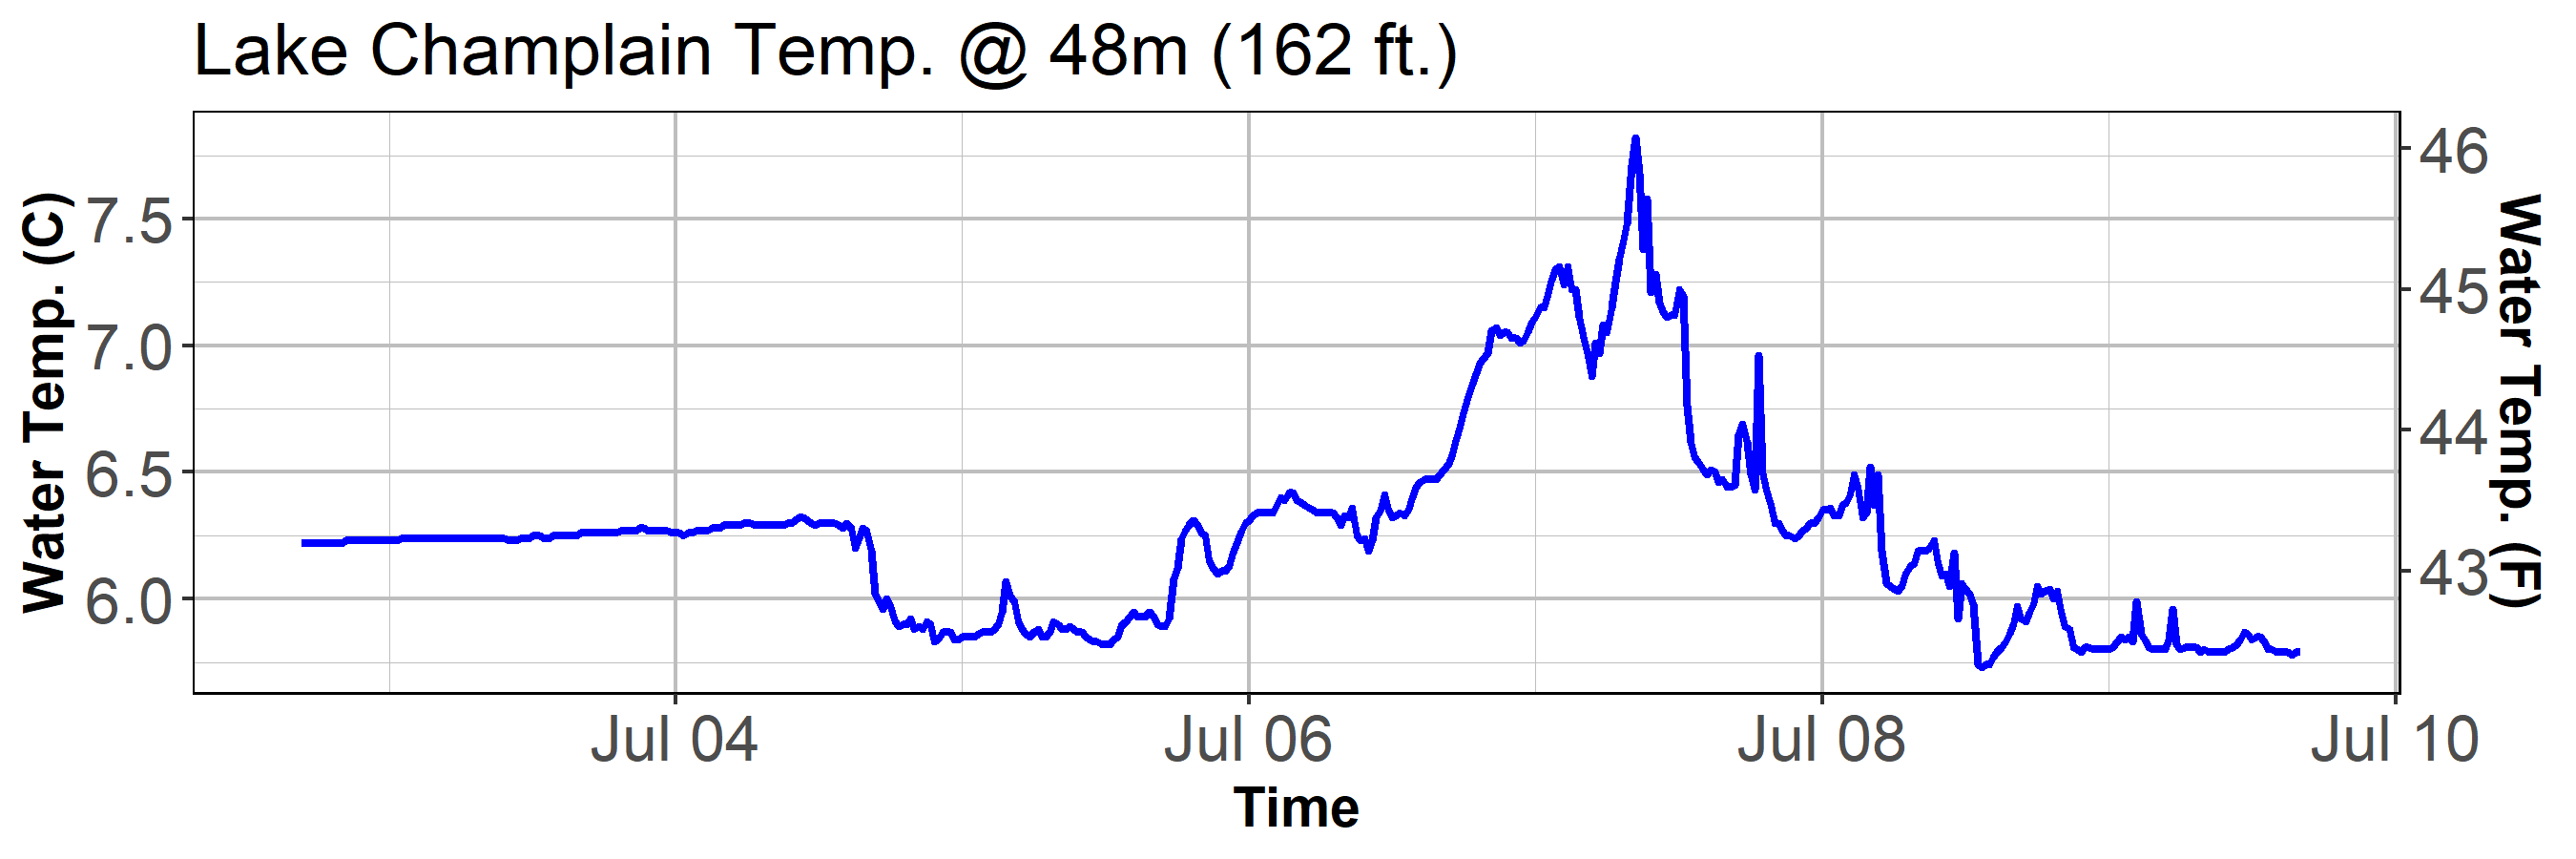 Lake Champlain Temp. @ 48m (162 ft.)
Water Temp. (C)
7.5
7.0
6.5
6.0
46
45
44
43
Water Temp. (F)
Jul 04
Jul 06
Jul 08
Jul 10
Time